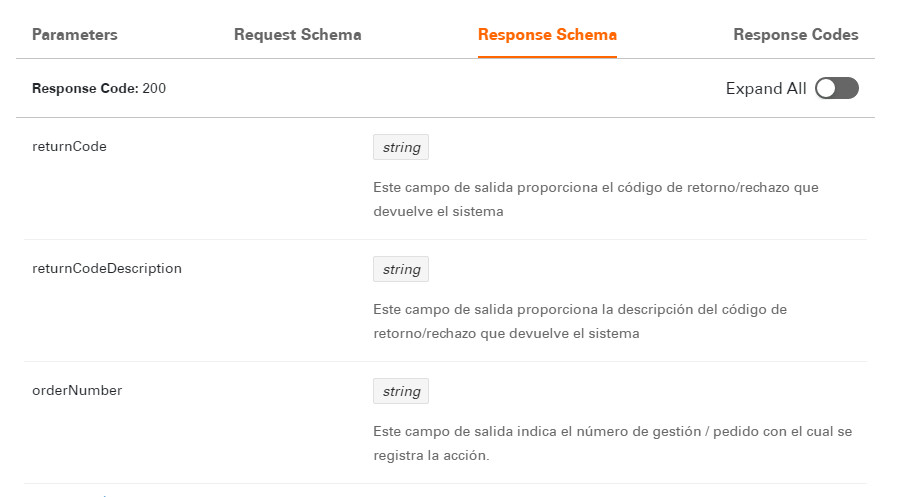 Parameters Request Schema Response Schema Response Codes
Response Code: 200 Expand All
returnCode string
Este campo de salida proporciona el código de retorno/rechazo que
devuelve el sistema
returnCodeDescription string
Este campo de salida proporciona la descripción del código de
retorno/rechazo que devuelve el sistema
orderNumber string
Este campo de salida indica el número de gestión / pedido con el cual se
registra la acción.